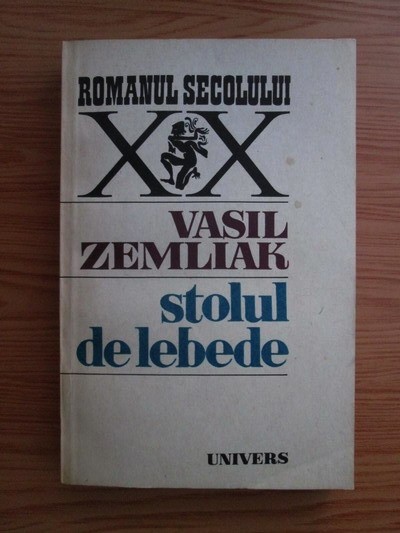 ROMANUL SECOLULUI
XX
VASIL
ZEMLIAK
stolul
de lebede
UNIVERS